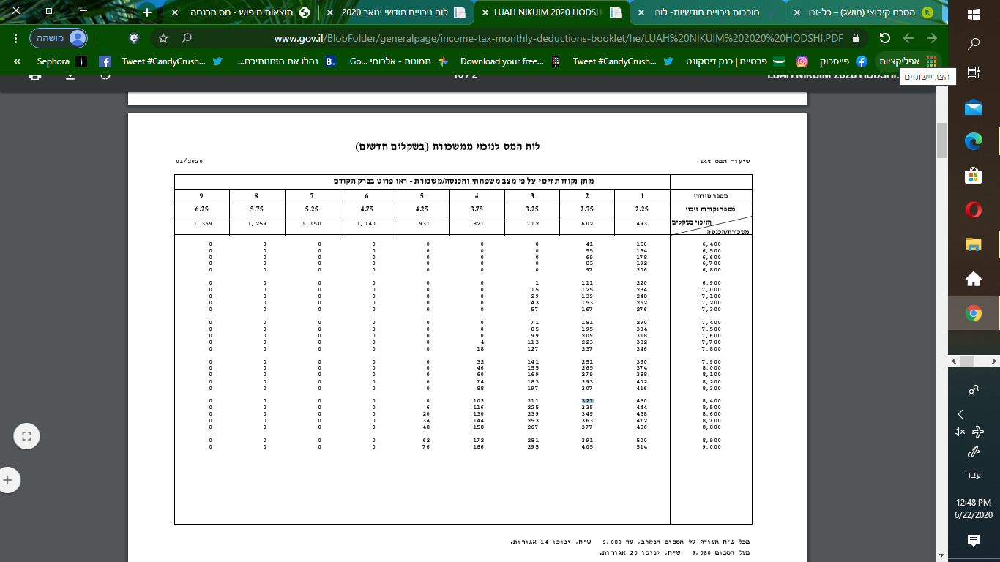 הסכם קיבוצי (מושג) – כל-זכ
חוברות ניכויים חודשיות- לוח
LUAH NIKUIM 2020 HODSH
לוח ניכויים חודשי ינואר 2020
תוצאות חיפוש - מס הכנסה
www.gov.il/BlobFolder/generalpage/income-tax-monthly-deductions-booklet/he/LUAH%20NIKUIM%202020%20HODSHI.PDF
מושהה
אפליקציות
פייסבוק
פרטיים | בנק דיסקונט
Tweet #CandyCrush...
Download your free...
תמונות - אלבומי Go...
נהלו את הזמנותיכם...
Tweet #CandyCrush...
Sephora
הצג יישומים
LUAH NIKUIM 2020 HODSHI.
לוח המס לניכוי ממשכורת (בשקלים חדשים)
שיעור המס 14% 01/2020
מתן נקודות זיכוי על פי מצב משפחתי והכנסה/משכורת - ראו פרוט בפרק הקודם
מספר סידורי 1 2 3 4 5 6 7 8 9
מספר נקודות זיכוי 2.25 2.75 3.25 3.75 4.25 4.75 5.25 5.75 6.25
הזיכוי בשקלים 493 602 712 821 931 1,040 1,150 1,259 1,369
משכורת/הכנסה
6,400 150 41 0 0 0 0 0 0 0
6,500 164 55 0 0 0 0 0 0 0
6,600 178 69 0 0 0 0 0 0 0
6,700 192 83 0 0 0 0 0 0 0
6,800 206 97 0 0 0 0 0 0 0
6,900 220 111 1 0 0 0 0 0 0
7,000 234 125 15 0 0 0 0 0 0
7,100 248 139 29 0 0 0 0 0 0
7,200 262 153 43 0 0 0 0 0 0
7,300 276 167 57 0 0 0 0 0 0
7,400 290 181 71 0 0 0 0 0 0
7,500 304 195 85 0 0 0 0 0 0
7,600 318 209 99 0 0 0 0 0 0
7,700 332 223 113 4 0 0 0 0 0
7,800 346 237 127 18 0 0 0 0 0
7,900 360 251 141 32 0 0 0 0 0
8,000 374 265 155 46 0 0 0 0 0
8,100 388 279 169 60 0 0 0 0 0
8,200 402 293 183 74 0 0 0 0 0
8,300 416 307 197 88 0 0 0 0 0
8,400 430 321 211 102 0 0 0 0 0
8,500 444 335 225 116 6 0 0 0 0
8,600 458 349 239 130 20 0 0 0 0
8,700 472 363 253 144 34 0 0 0 0
8,800 486 377 267 158 48 0 0 0 0
8,900 500 391 281 172 62 0 0 0 0
9,000 514 405 295 186 76 0 0 0 0
מכל ש״ח העודף על הסכום הנקוב, עד 9,080 ש״ח, ינוכו 14 אגורות.
מעל הסכום 9,080 ש״ח, ינוכו 20 אגורות.
עבר
12:48 PM
6/22/2020